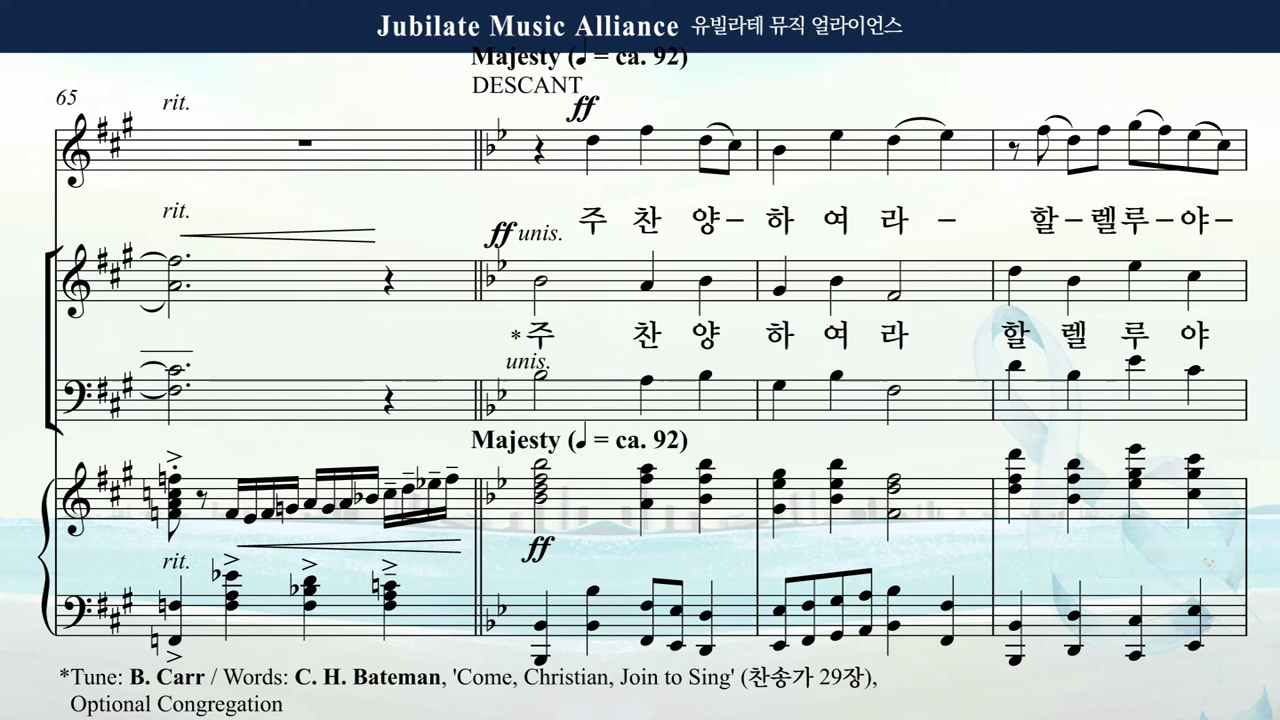 Jubilate Music Alliance 유빌라테 뮤직 얼라이언스
Majesty (♩ = ca. 92)
DESCANT
65
rit.
ff
rit.
주 찬 양– 하 여 라 – 할–렐루–야–
ff unis.
*주 찬 양 하 여 라 할 렐 루 야
unis.
Majesty (♩ = ca. 92)
ff
rit.
*Tune: B. Carr / Words: C. H. Bateman, 'Come, Christian, Join to Sing' (찬송가 29장),
Optional Congregation